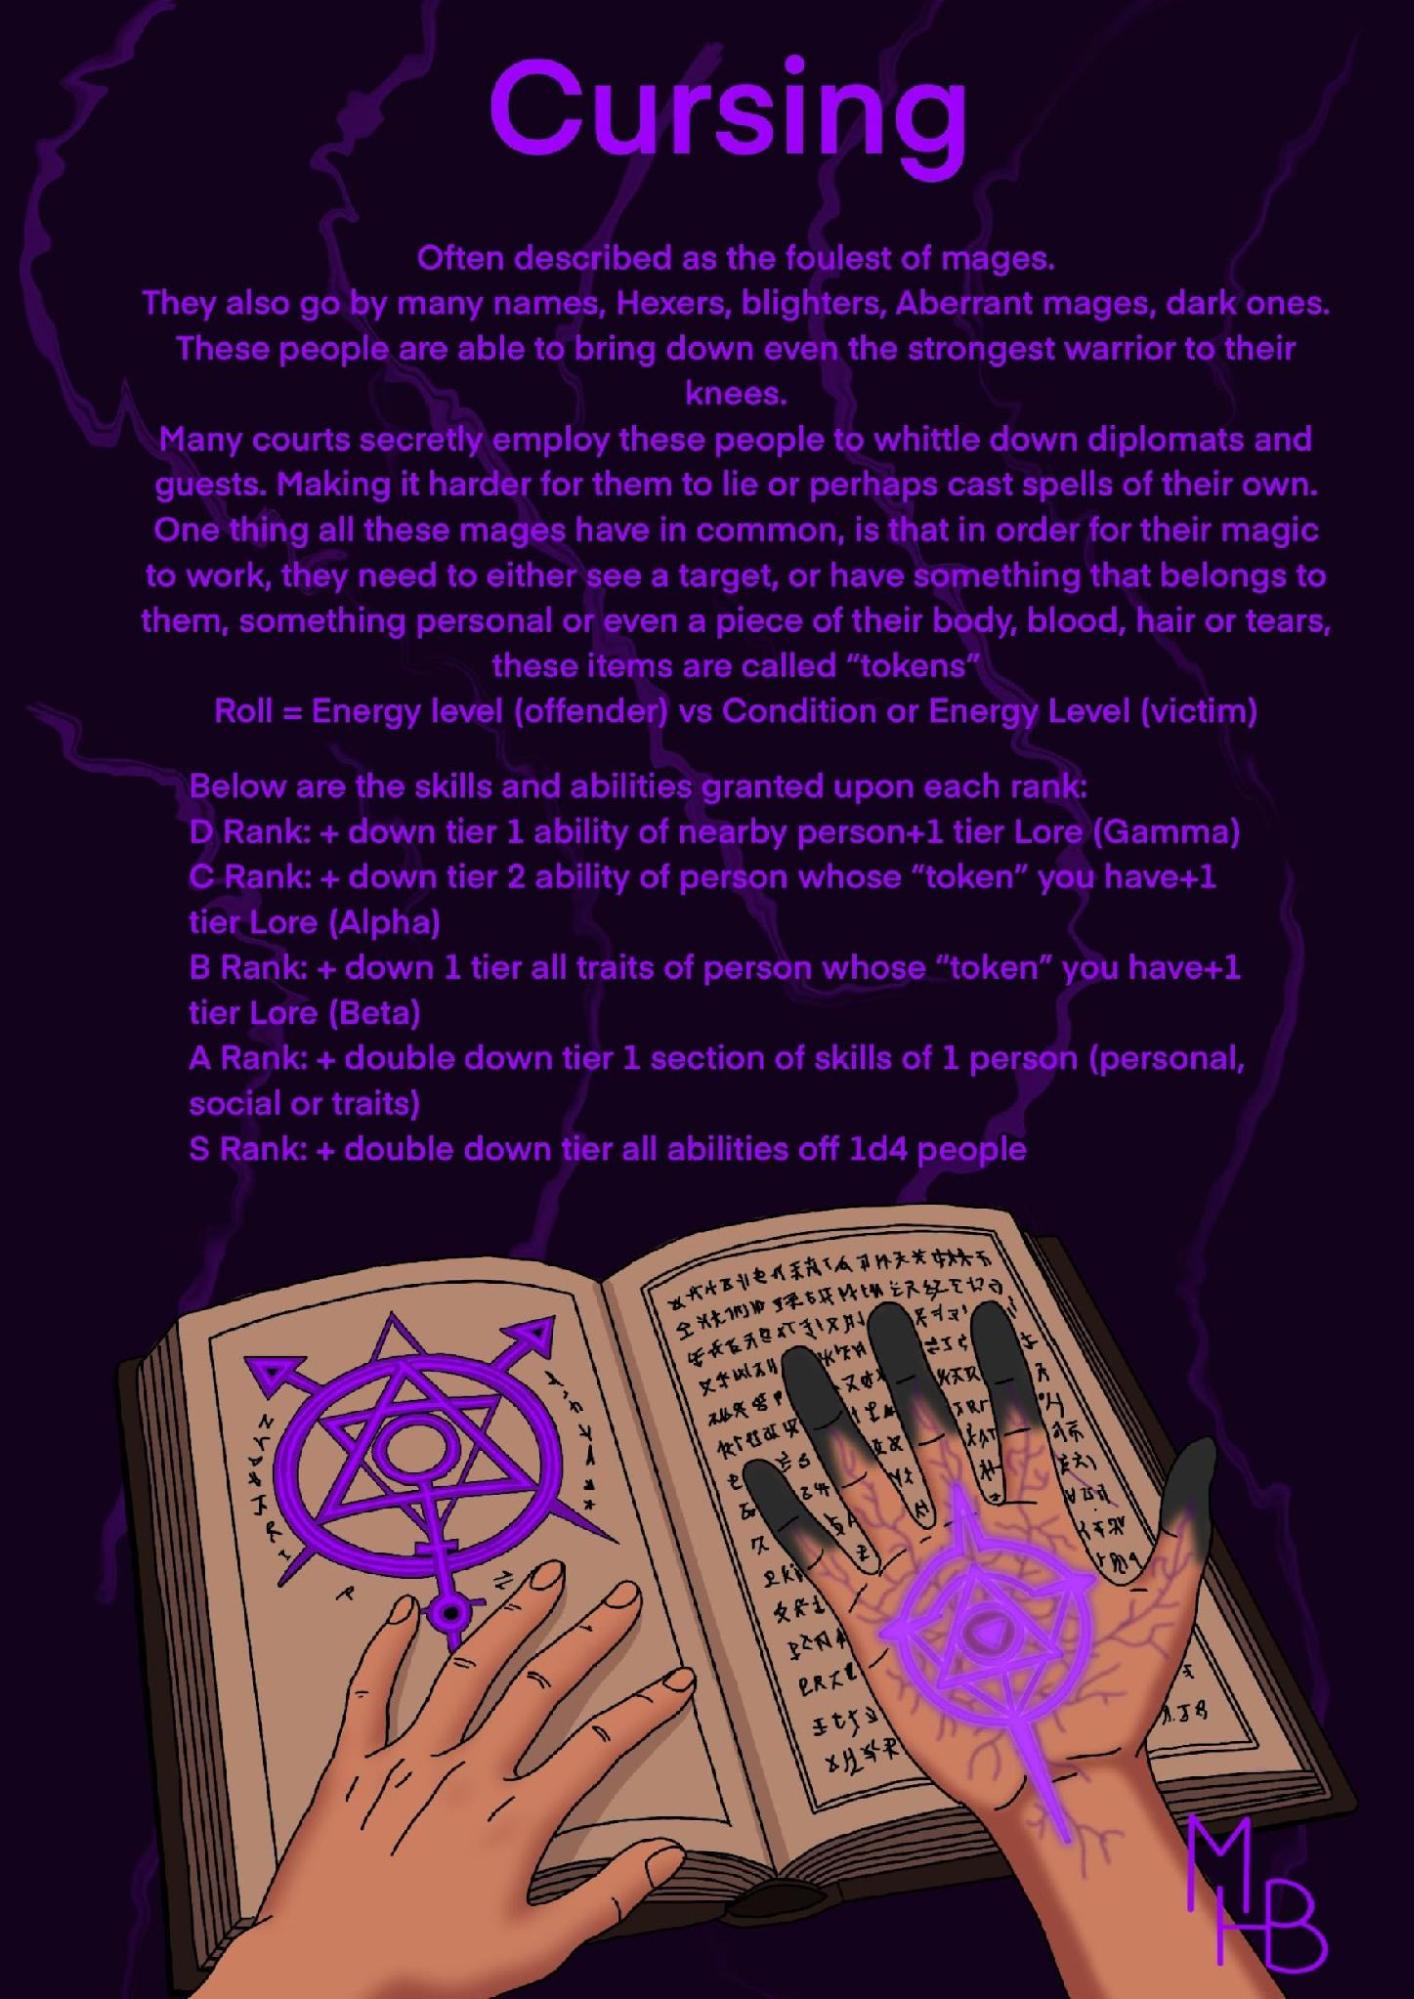 Cursing
Often described as the foulest of mages.
They also go by many names, Hexers, blighters, Aberrant mages, dark ones.
These people are able to bring down even the strongest warrior to their
knees.
Many courts secretly employ these people to whittle down diplomats and
guests. Making it harder for them to lie or perhaps cast spells of their own.
One thing all these mages have in common, is that in order for their magic
to work, they need to either see a target, or have something that belongs to
them, something personal or even a piece of their body, blood, hair or tears,
these items are called “tokens”
Roll = Energy level (offender) vs Condition or Energy Level (victim)
Below are the skills and abilities granted upon each rank:
D Rank: + down tier 1 ability of nearby person+1 tier Lore (Gamma)
C Rank: + down tier 2 ability of person whose “token” you have+1
tier Lore (Alpha)
B Rank: + down 1 tier all traits of person whose “token” you have+1
tier Lore (Beta)
A Rank: + double down tier 1 section of skills of 1 person (personal,
social or traits)
S Rank: + double down tier all abilities off 1d4 people
MHB